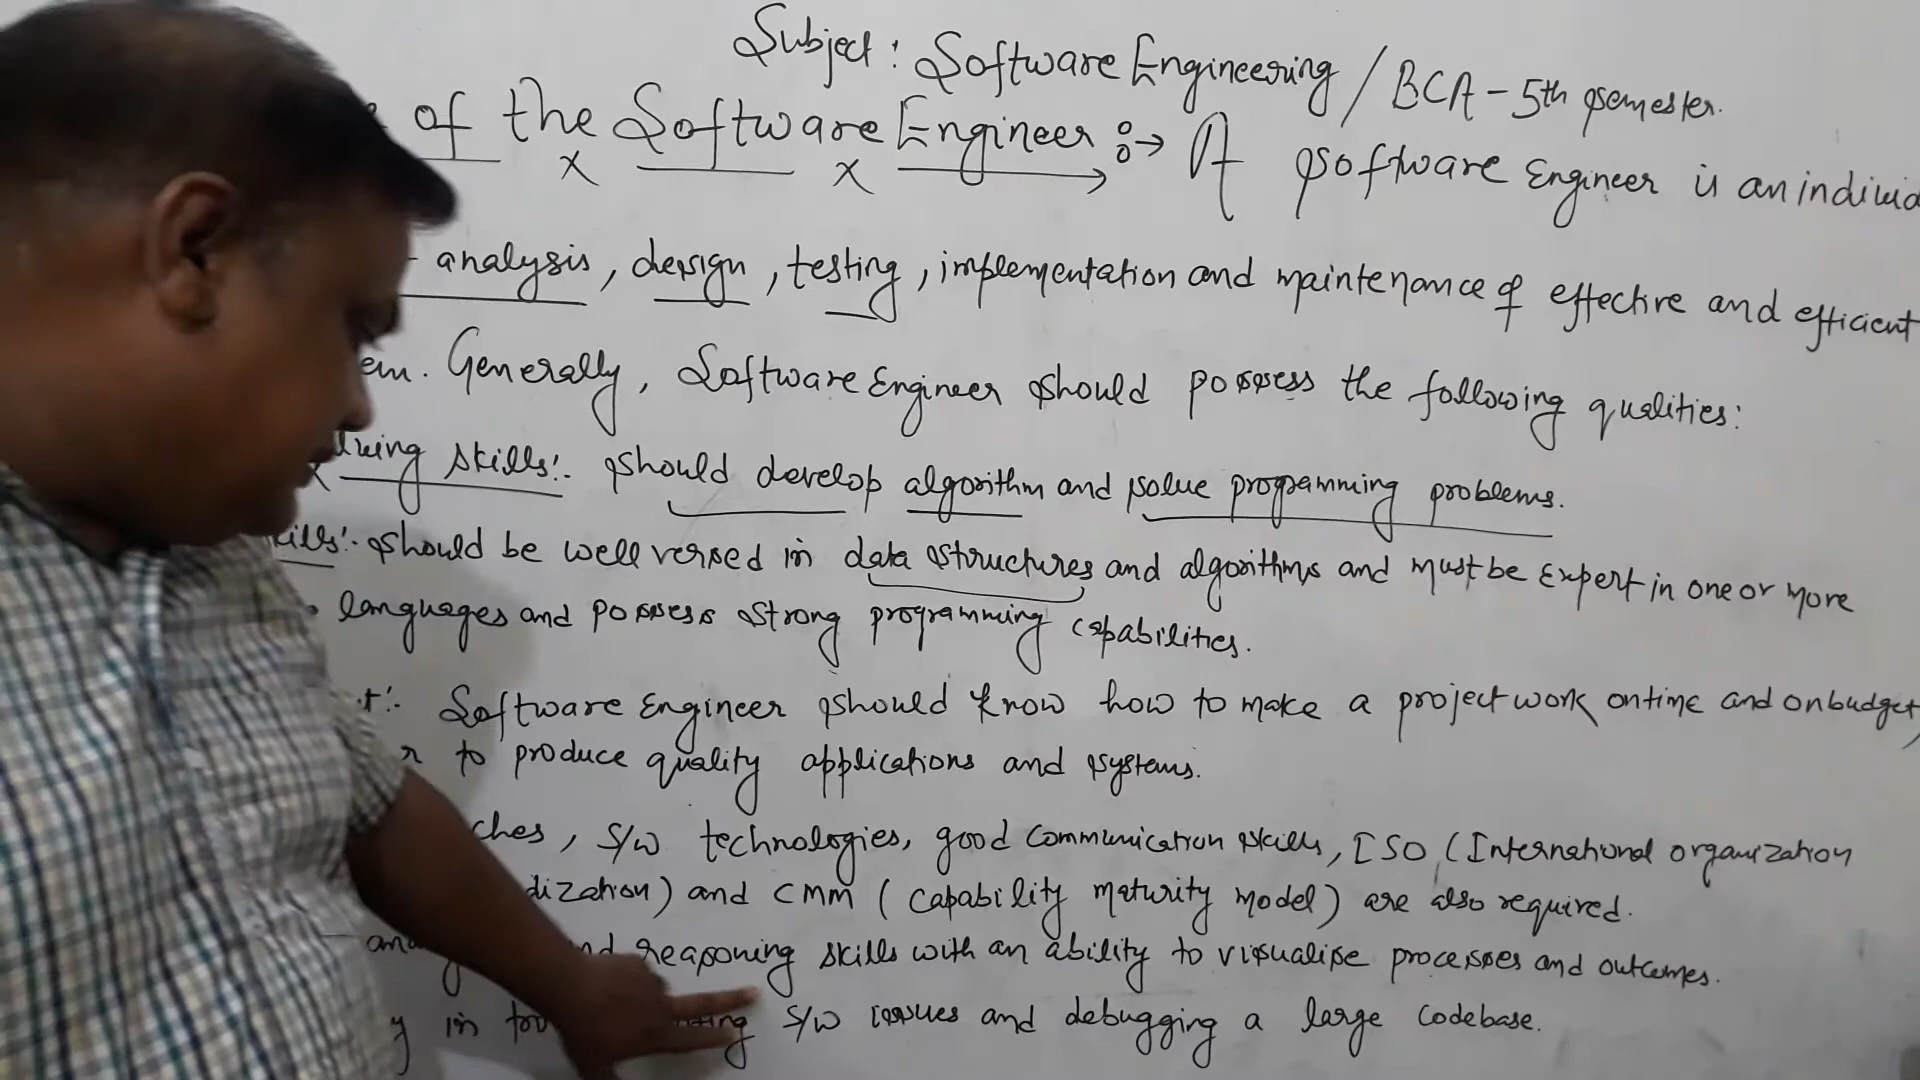 Subject: Software Engineering / BCA - 5th semester.
of the Software Engineer :→ A software Engineer is an
analysis, design, testing, implementation and maintenance of effective and efficient
Generally, Software Engineer should possess the following qualities:
skills:- should develop algorithm and solve programming problems.
should be well versed in data structures and algorithms and must be expert in one or more
languages and possess strong programming capabilities.
Software Engineer should know how to make a project work on time and on budget,
to produce quality applications and systems.
, S/W technologies, good communication skills, ISO (International organization
) and CMM (Capability maturity model) are also required.
reasoning skills with an ability to visualise processes and outcomes.
in S/W issues and debugging a large codebase.